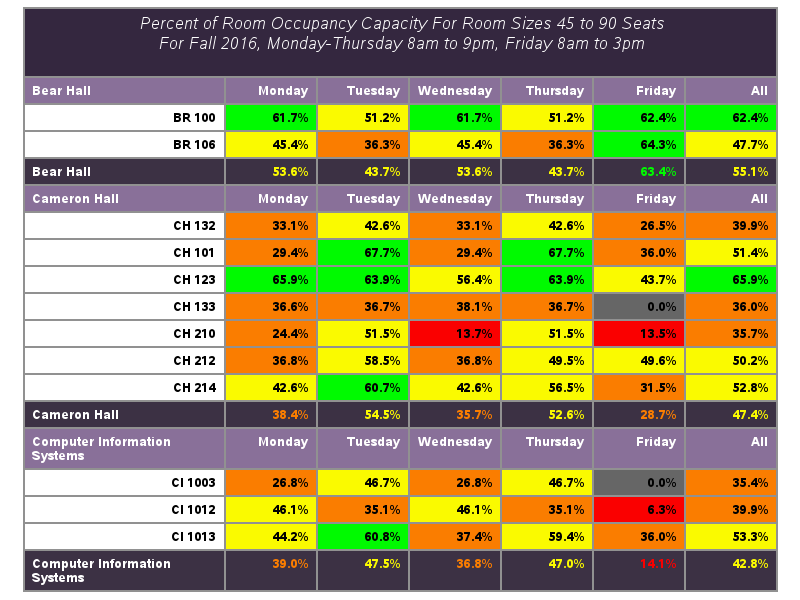 Percent of Room Occupancy Capacity For Room Sizes 45 to 90 Seats
For Fall 2016, Monday-Thursday 8am to 9pm, Friday 8am to 3pm
Bear Hall Monday Tuesday Wednesday Thursday Friday All
BR 100 61.7% 51.2% 61.7% 51.2% 62.4% 62.4%
BR 106 45.4% 36.3% 45.4% 36.3% 64.3% 47.7%
Bear Hall 53.6% 43.7% 53.6% 43.7% 63.4% 55.1%
Cameron Hall Monday Tuesday Wednesday Thursday Friday All
CH 132 33.1% 42.6% 33.1% 42.6% 26.5% 39.9%
CH 101 29.4% 67.7% 29.4% 67.7% 36.0% 51.4%
CH 123 65.9% 63.9% 56.4% 63.9% 43.7% 65.9%
CH 133 36.6% 36.7% 38.1% 36.7% 0.0% 36.0%
CH 210 24.4% 51.5% 13.7% 51.5% 13.5% 35.7%
CH 212 36.8% 58.5% 36.8% 49.5% 49.6% 50.2%
CH 214 42.6% 60.7% 42.6% 56.5% 31.5% 52.8%
Cameron Hall 38.4% 54.5% 35.7% 52.6% 28.7% 47.4%
Computer Information Monday Tuesday Wednesday Thursday Friday All
Systems
CI 1003 26.8% 46.7% 26.8% 46.7% 0.0% 35.4%
CI 1012 46.1% 35.1% 46.1% 35.1% 6.3% 39.9%
CI 1013 44.2% 60.8% 37.4% 59.4% 36.0% 53.3%
Computer Information 39.0% 47.5% 36.8% 47.0% 14.1% 42.8%
Systems